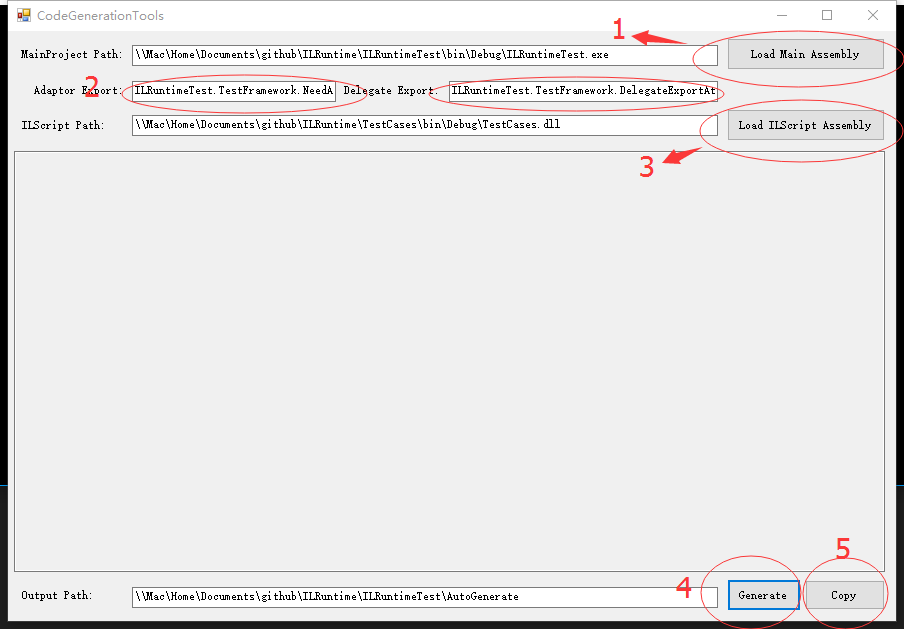 CodeGenerationTools
1
MainProject Path: \\Mac\Home\Documents\github\ILRuntime\ILRuntimeTest\bin\Debug\ILRuntimeTest.exe Load Main Assembly
2
Adaptor Export: ILRuntimeTest.TestFramework.NeedA Delegate Export: ILRuntimeTest.TestFramework.DelegateExportAt
ILScript Path: \\Mac\Home\Documents\github\ILRuntime\TestCases\bin\Debug\TestCases.dll Load ILScript Assembly
3
5
4
Output Path: \\Mac\Home\Documents\github\ILRuntime\ILRuntimeTest\AutoGenerate Generate Copy